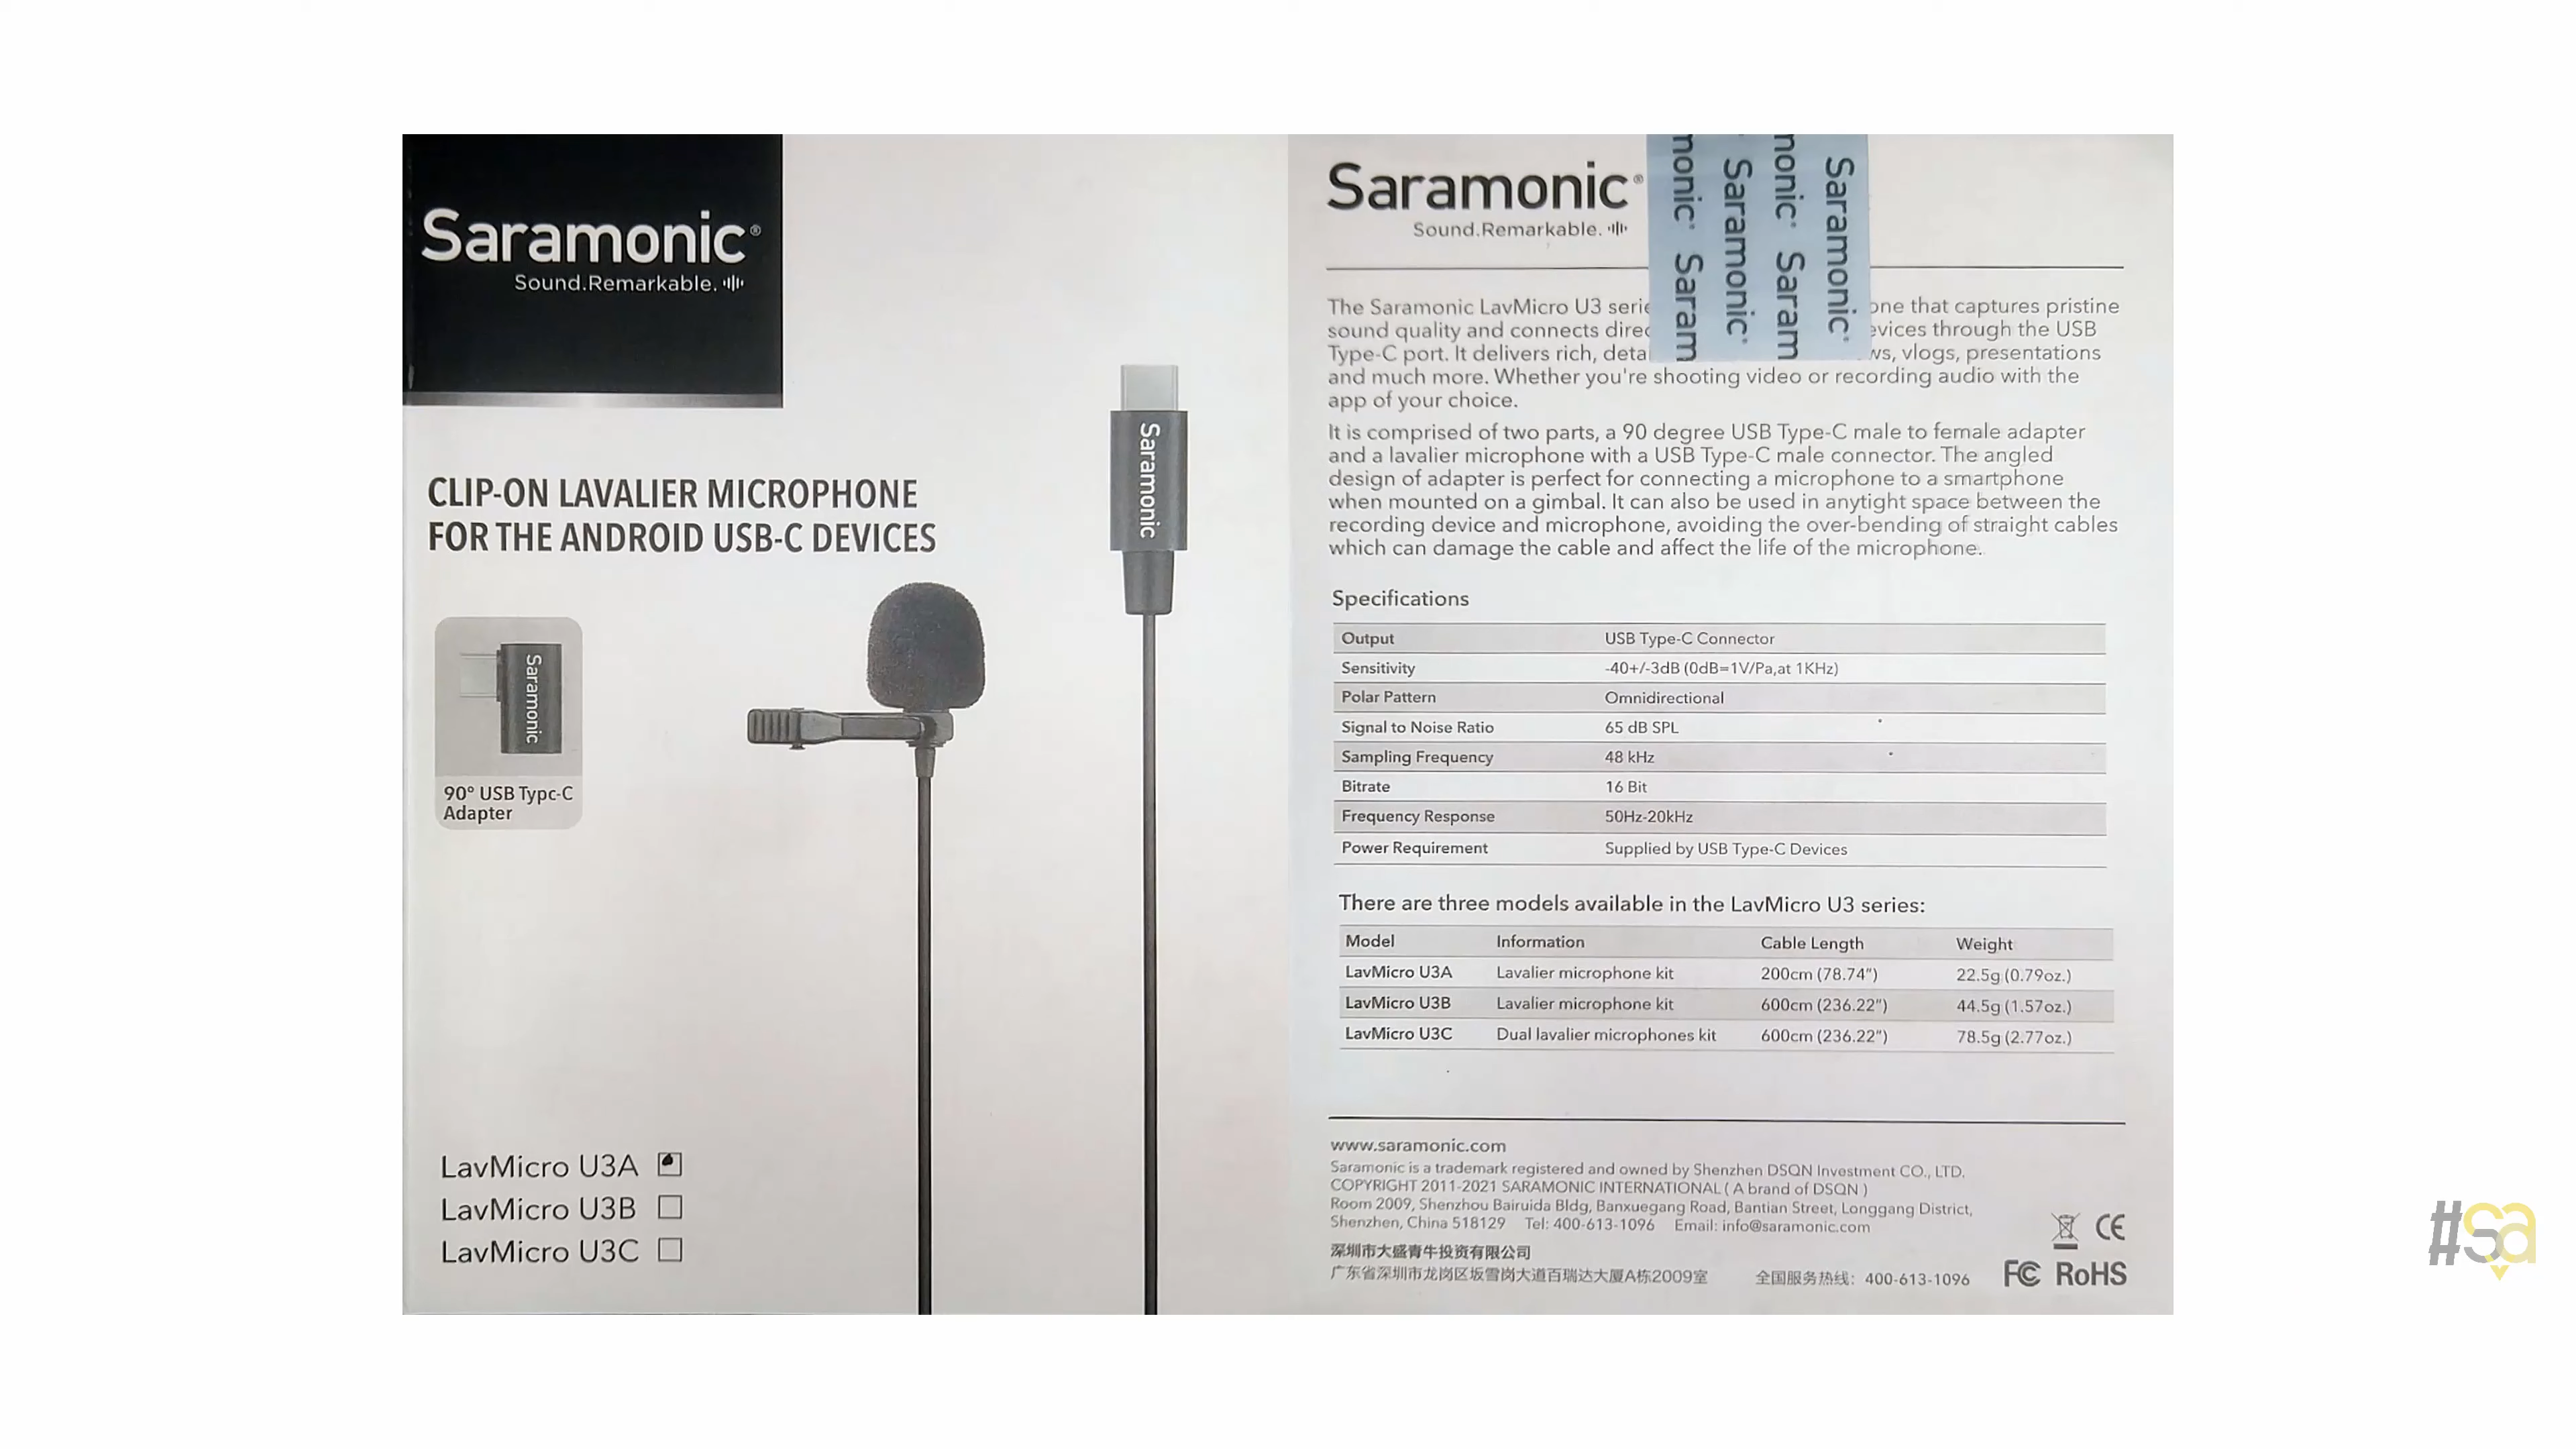 Saramonic®
Sound.Remarkable.
CLIP-ON LAVALIER MICROPHONE
FOR THE ANDROID USB-C DEVICES
Saramonic
Saramonic
90° USB Typc-C
Adapter
LavMicro U3A
LavMicro U3B
LavMicro U3C
Saramonic®
Sound.Remarkable.
monic® Saram
Saramonic®
monic® Saram
Saramonic®
The Saramonic LavMicro U3 that captures pristine
sound quality and connects through the USB
Type-C port. It delivers rich, vlogs, presentations
and much more. Whether you're shooting video or recording audio with the
app of your choice.
It is comprised of two parts, a 90 degree USB Type-C male to female adapter
and a lavalier microphone with a USB Type-C male connector. The angled
design of adapter is perfect for connecting a microphone to a smartphone
when mounted on a gimbal. It can also be used in anytight space between the
recording device and microphone, avoiding the over-bending of straight cables
which can damage the cable and affect the life of the microphone.
Specifications
Output USB Type-C Connector
Sensitivity -40+/-3dB (0dB=1V/Pa,at 1KHz)
Polar Pattern Omnidirectional
Signal to Noise Ratio 65 dB SPL
Sampling Frequency 48 kHz
Bitrate 16 Bit
Frequency Response 50Hz-20kHz
Power Requirement Supplied by USB Type-C Devices
There are three models available in the LavMicro U3 series:
Model Information Cable Length Weight
LavMicro U3A Lavalier microphone kit 200cm (78.74") 22.5g (0.79oz.)
LavMicro U3B Lavalier microphone kit 600cm (236.22") 44.5g (1.57oz.)
LavMicro U3C Dual lavalier microphones kit 600cm (236.22") 78.5g (2.77oz.)
www.saramonic.com
Saramonic is a trademark registered and owned by Shenzhen DSQN Investment CO., LTD.
COPYRIGHT 2011-2021 SARAMONIC INTERNATIONAL ( A brand of DSQN )
Room 2009, Shenzhou Bairuida Bldg, Banxuegang Road, Bantian Street, Longgang District,
Shenzhen, China 518129 Tel: 400-613-1096 Email: info@saramonic.com
深圳市大盛青牛投资有限公司
广东省深圳市龙岗区坂雪岗大道百瑞达大厦A栋2009室 全国服务热线：400-613-1096
CE
FC RoHS
#sa